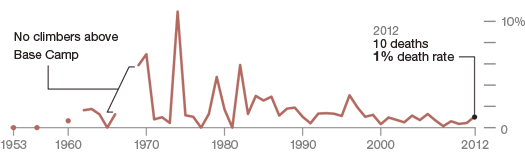 10%
2012
10 deaths
1% death rate
No climbers above
Base Camp
0
1953 1960 1970 1980 1990 2000 2012